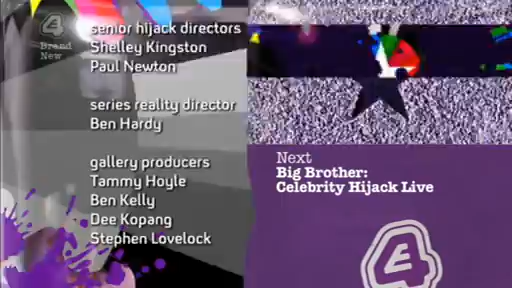 4
Brand
New
senior hijack directors
Shelley Kingston
Paul Newton
series reality director
Ben Hardy
gallery producers
Tammy Hoyle
Ben Kelly
Dee Kopang
Stephen Lovelock
Next
Big Brother:
Celebrity Hijack Live
E4